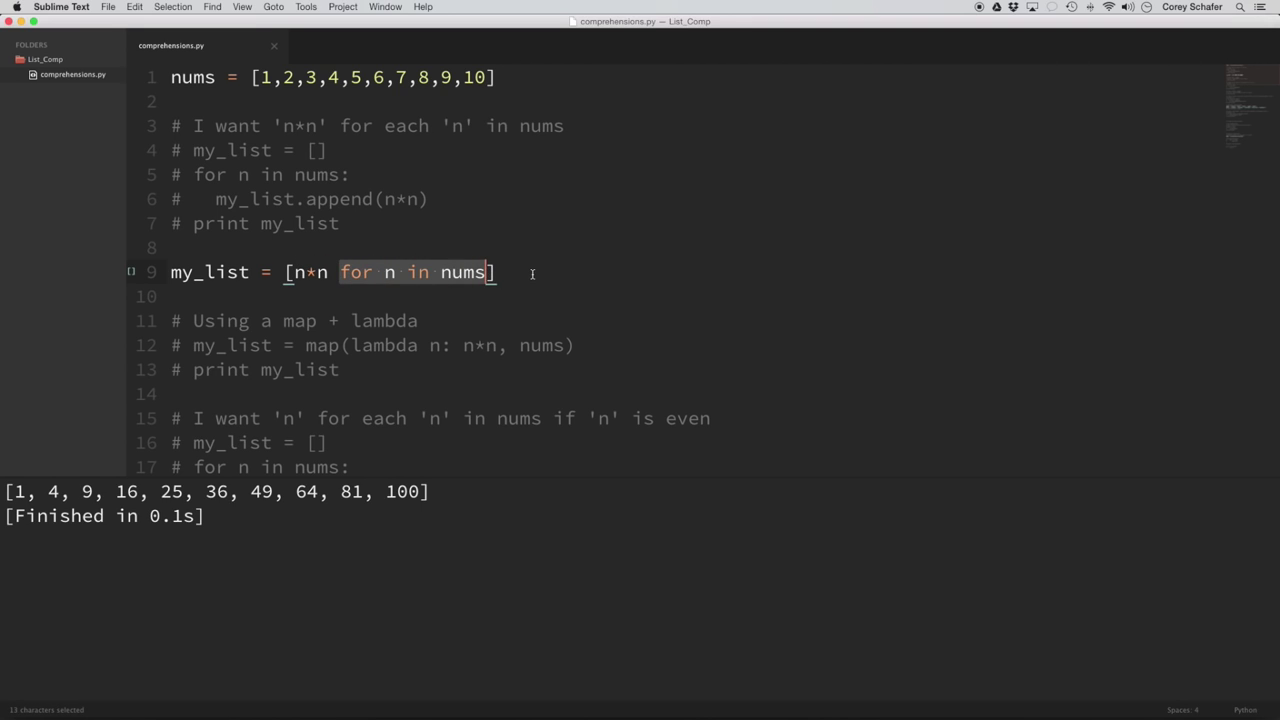 Sublime Text File Edit Selection Find View Goto Tools Project Window Help Corey Schafer
comprehensions.py — List_Comp
FOLDERS
List_Comp
comprehensions.py
comprehensions.py ×
1 nums = [1,2,3,4,5,6,7,8,9,10]
2
3 # I want 'n*n' for each 'n' in nums
4 # my_list = []
5 # for n in nums:
6 #   my_list.append(n*n)
7 # print my_list
8
[] 9 my_list = [n*n for n in nums]
10
11 # Using a map + lambda
12 # my_list = map(lambda n: n*n, nums)
13 # print my_list
14
15 # I want 'n' for each 'n' in nums if 'n' is even
16 # my_list = []
17 # for n in nums:
[1, 4, 9, 16, 25, 36, 49, 64, 81, 100]
[Finished in 0.1s]
13 characters selected Spaces: 4 Python